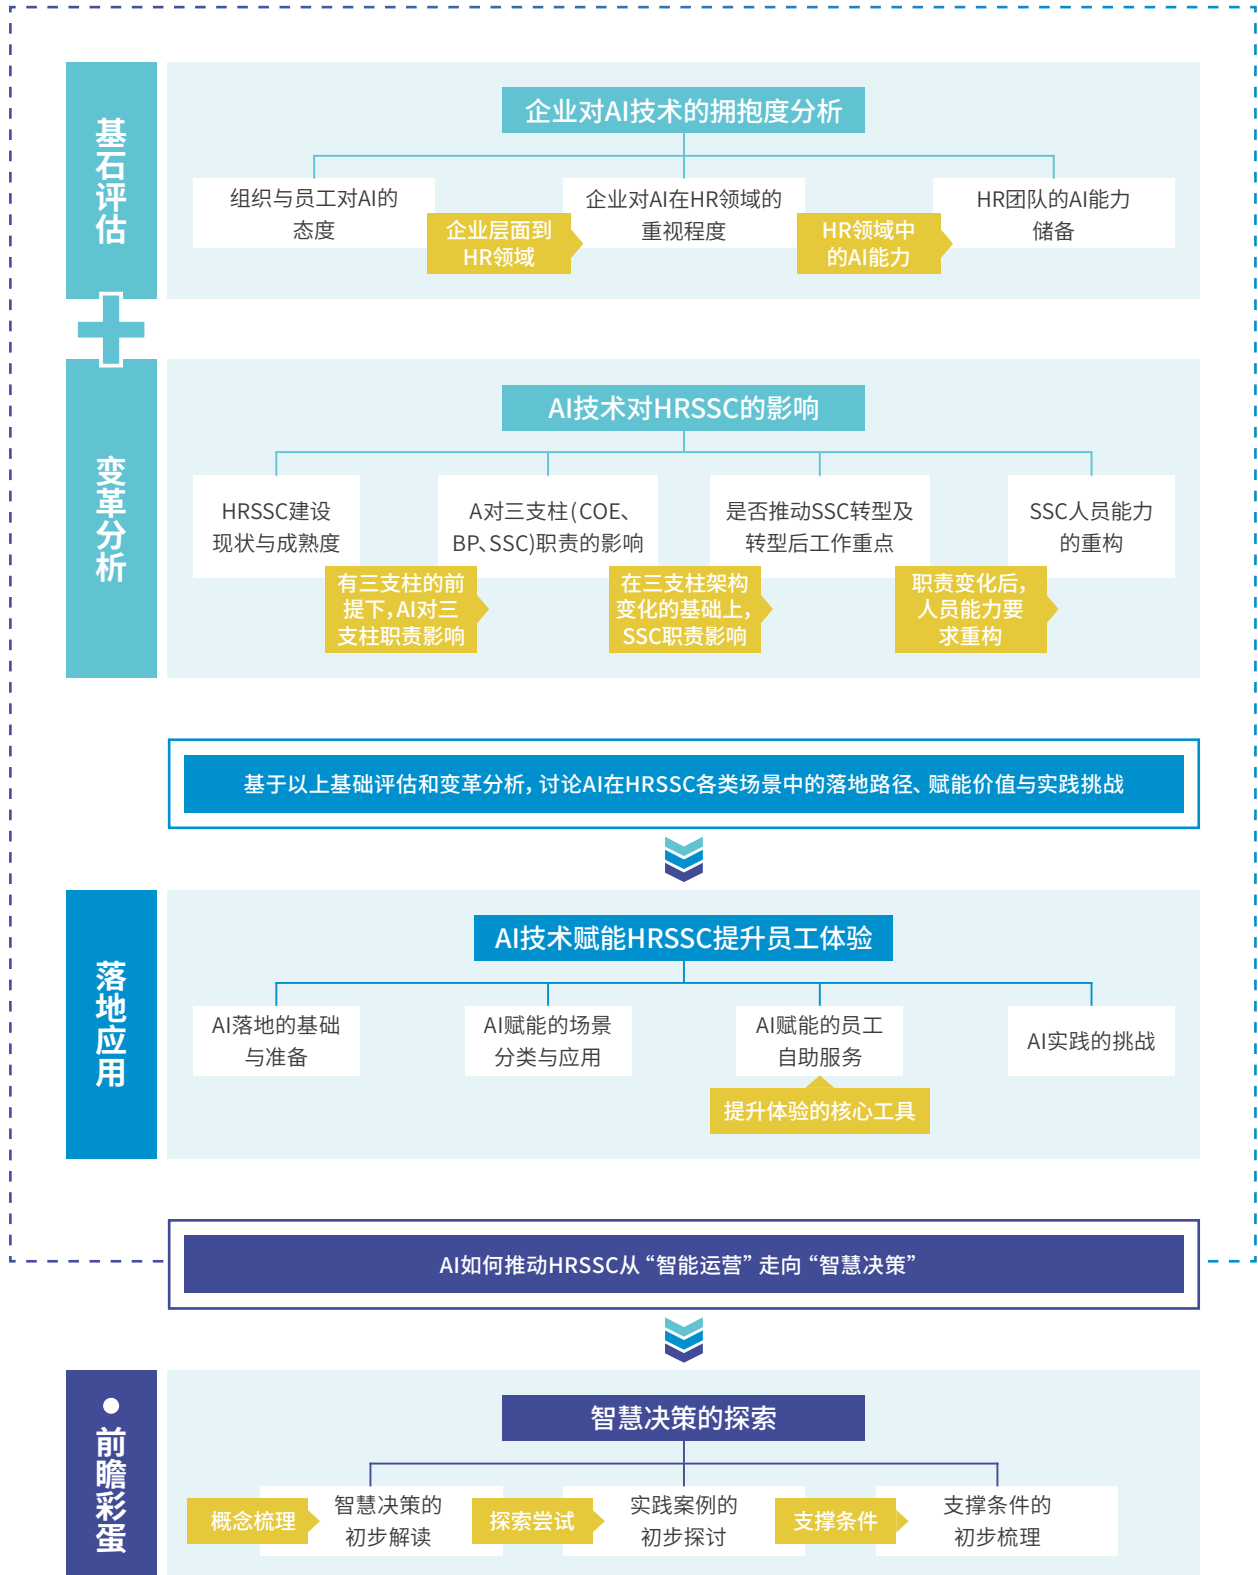 基石评估
企业对AI技术的拥抱度分析
组织与员工对AI的
态度
企业层面到
HR领域
企业对AI在HR领域的
重视程度
HR领域中
的AI能力
HR团队的AI能力
储备
变革分析
AI技术对HRSSC的影响
HRSSC建设
现状与成熟度
有三支柱的前
提下，AI对三
支柱职责影响
A对三支柱(COE、
BP、SSC)职责的影响
在三支柱架构
变化的基础上，
SSC职责影响
是否推动SSC转型及
转型后工作重点
职责变化后，
人员能力要
求重构
SSC人员能力
的重构
基于以上基础评估和变革分析，讨论AI在HRSSC各类场景中的落地路径、赋能价值与实践挑战
落地应用
AI技术赋能HRSSC提升员工体验
AI落地的基础
与准备
AI赋能的场景
分类与应用
AI赋能的员工
自助服务
提升体验的核心工具
AI实践的挑战
AI如何推动HRSSC从“智能运营”走向“智慧决策”
前瞻彩蛋
智慧决策的探索
概念梳理
智慧决策的
初步解读
探索尝试
实践案例的
初步探讨
支撑条件
支撑条件的
初步梳理